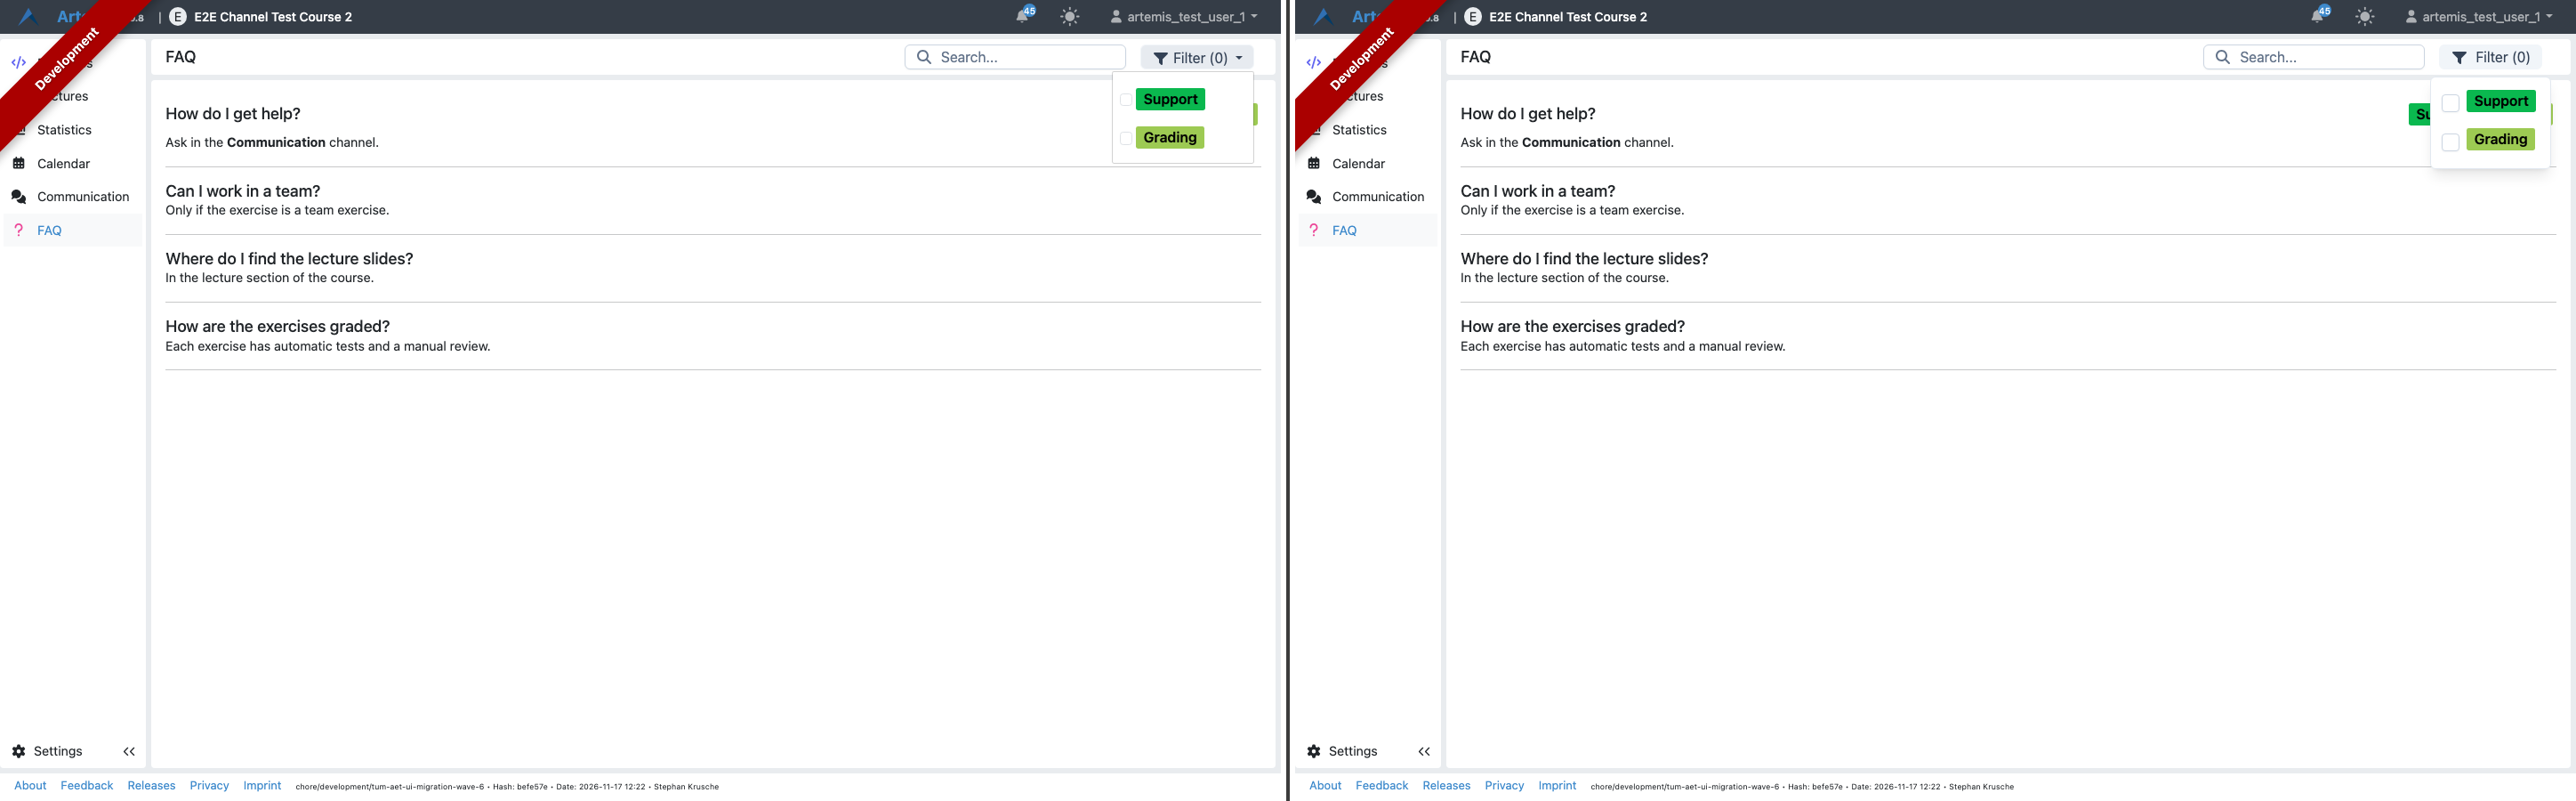 E E2E Channel Test Course 2
45
artemis_test_user_1
Development
FAQ
Search...
Filter (0)
Statistics
Calendar
Communication
FAQ
How do I get help?
Ask in the Communication channel.
Support
Grading
Can I work in a team?
Only if the exercise is a team exercise.
Where do I find the lecture slides?
In the lecture section of the course.
How are the exercises graded?
Each exercise has automatic tests and a manual review.
Settings
About Feedback Releases Privacy Imprint
chore/development/tum-aet-ui-migration-wave-6 • Hash: befe57e • Date: 2026-11-17 12:22 • Stephan Krusche
E E2E Channel Test Course 2
45
artemis_test_user_1
Development
FAQ
Search...
Filter (0)
Statistics
Calendar
Communication
FAQ
How do I get help?
Ask in the Communication channel.
Support
Grading
Can I work in a team?
Only if the exercise is a team exercise.
Where do I find the lecture slides?
In the lecture section of the course.
How are the exercises graded?
Each exercise has automatic tests and a manual review.
Settings
About Feedback Releases Privacy Imprint
chore/development/tum-aet-ui-migration-wave-6 • Hash: befe57e • Date: 2026-11-17 12:22 • Stephan Krusche